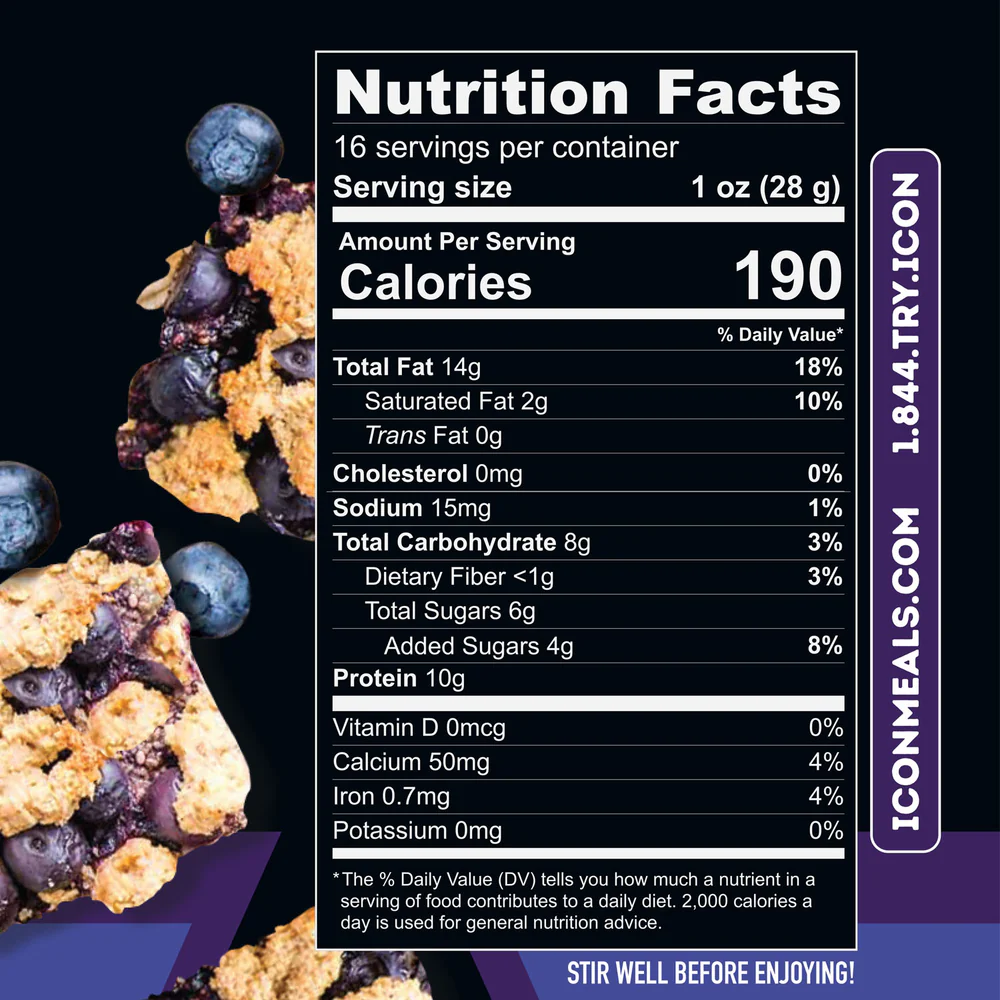 Nutrition Facts
16 servings per container
Serving size 1 oz (28 g)
Amount Per Serving
Calories 190
% Daily Value*
Total Fat 14g 18%
Saturated Fat 2g 10%
Trans Fat 0g
Cholesterol 0mg 0%
Sodium 15mg 1%
Total Carbohydrate 8g 3%
Dietary Fiber <1g 3%
Total Sugars 6g
Added Sugars 4g 8%
Protein 10g
Vitamin D 0mcg 0%
Calcium 50mg 4%
Iron 0.7mg 4%
Potassium 0mg 0%
*The % Daily Value (DV) tells you how much a nutrient in a
serving of food contributes to a daily diet. 2,000 calories a
day is used for general nutrition advice.
ICONMEALS.COM 1.844.TRY.ICON
STIR WELL BEFORE ENJOYING!